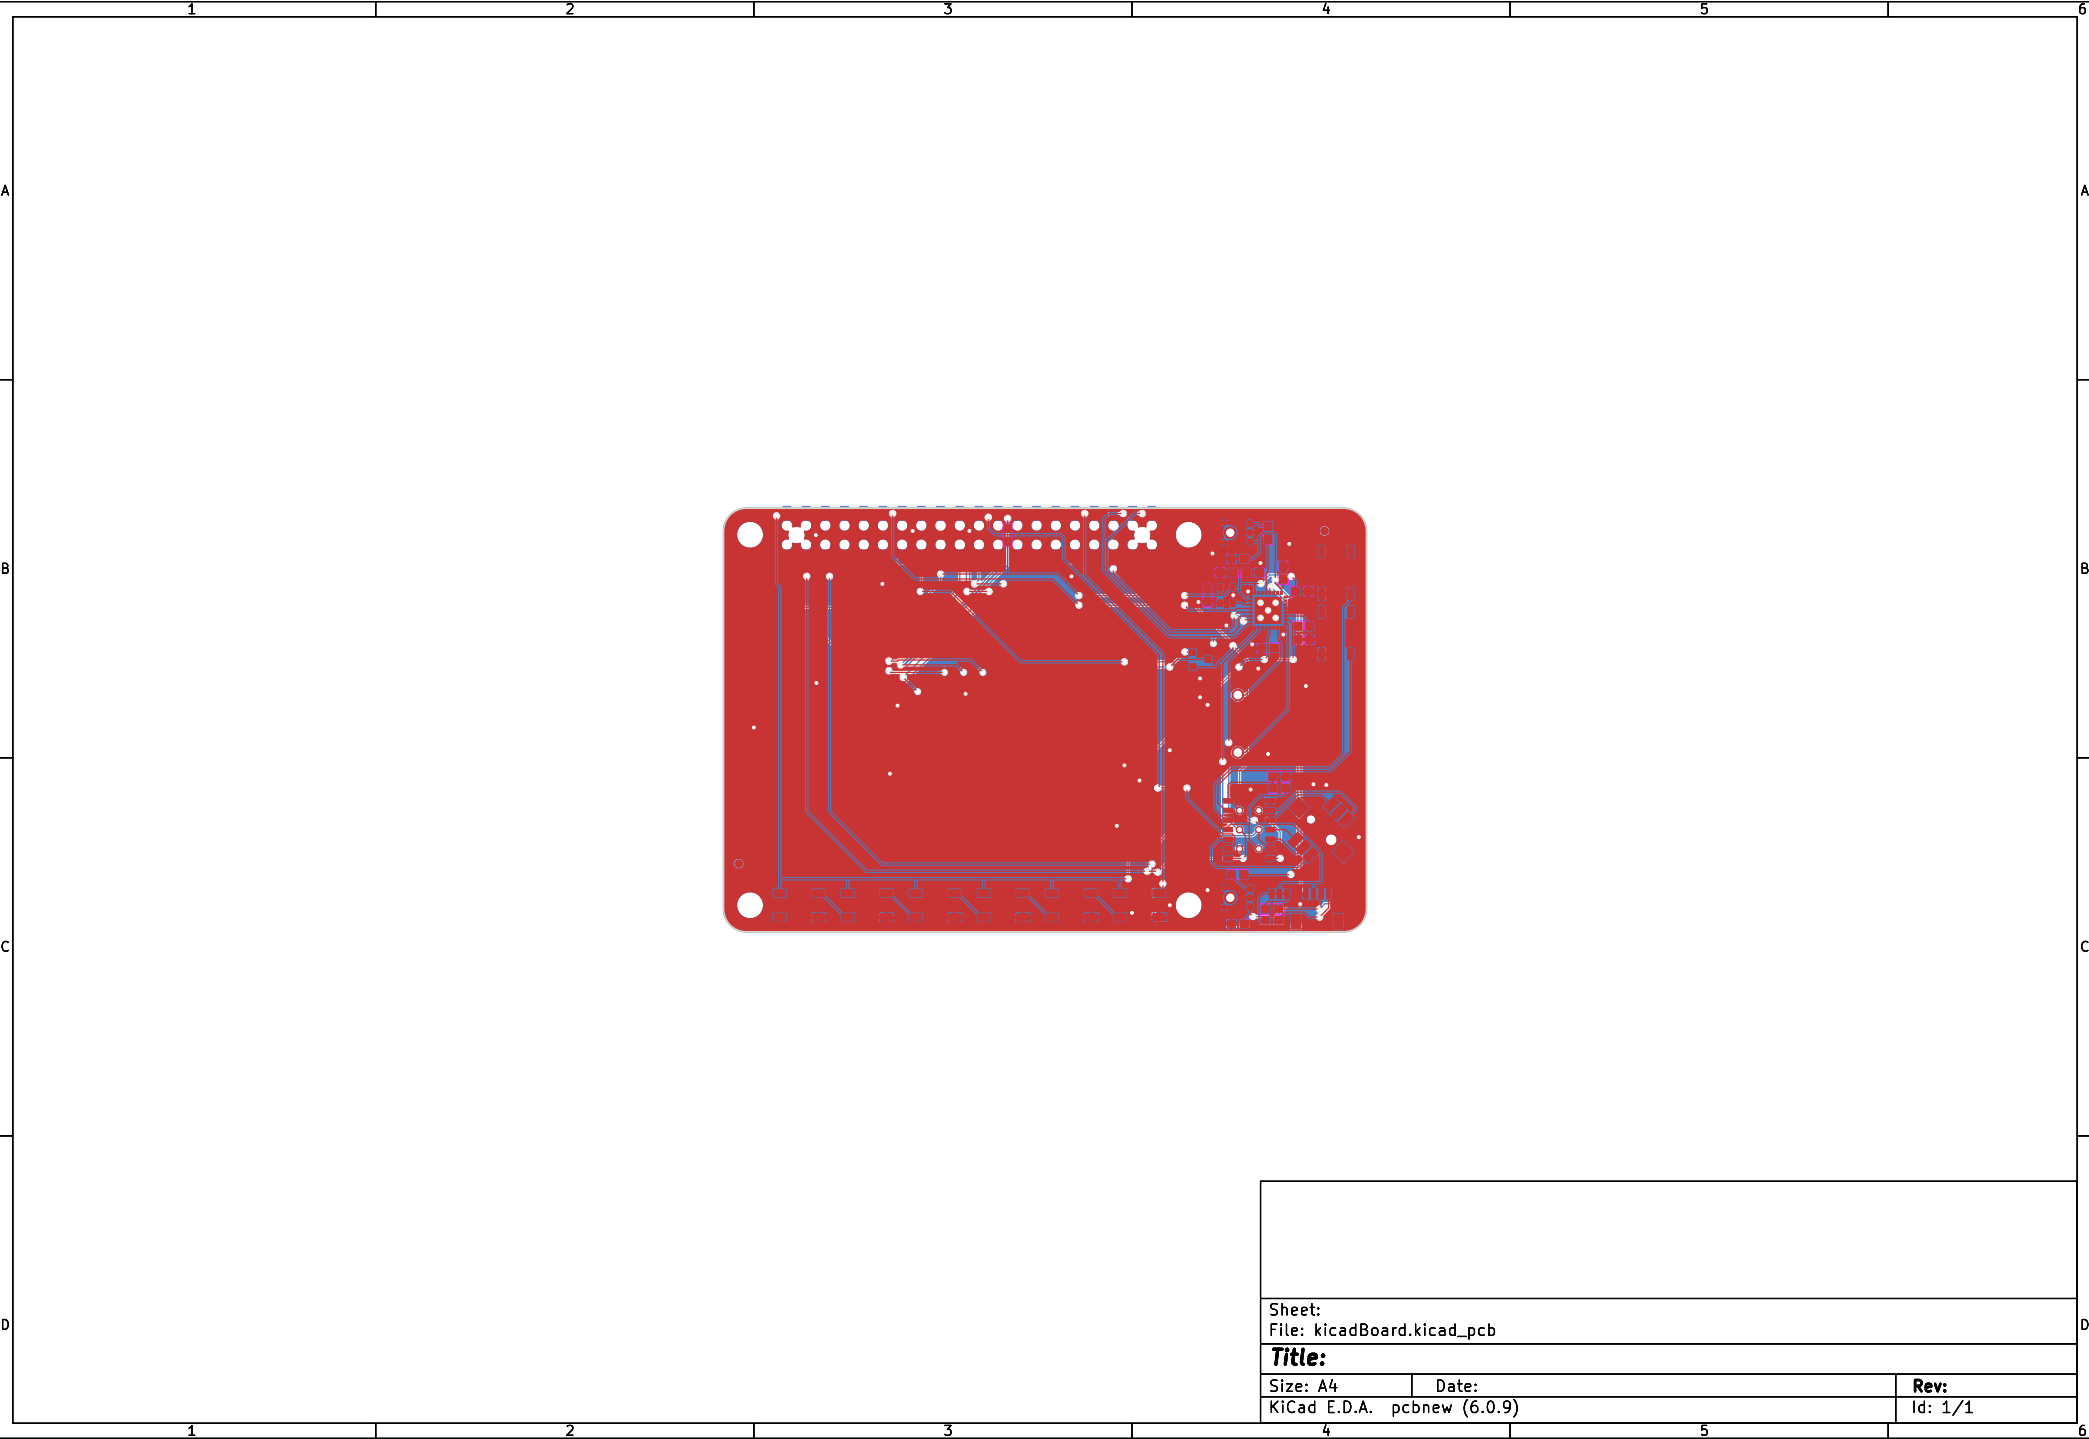 1 2 3 4 5 6
A A
B B
C C
D D
Sheet:
File: kicadBoard.kicad_pcb
Title:
Size: A4 Date: Rev:
KiCad E.D.A. pcbnew (6.0.9) Id: 1/1
1 2 3 4 5 6